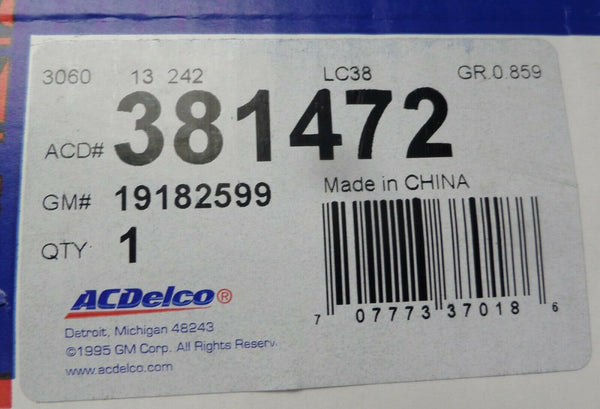 3060 13 242 LC38 GR.0.859
ACD# 381472
GM# 19182599 Made in CHINA
QTY 1
ACDelco®
Detroit, Michigan 48243
©1995 GM Corp. All Rights Reserv.
www.acdelco.com
7 07773 37018 6